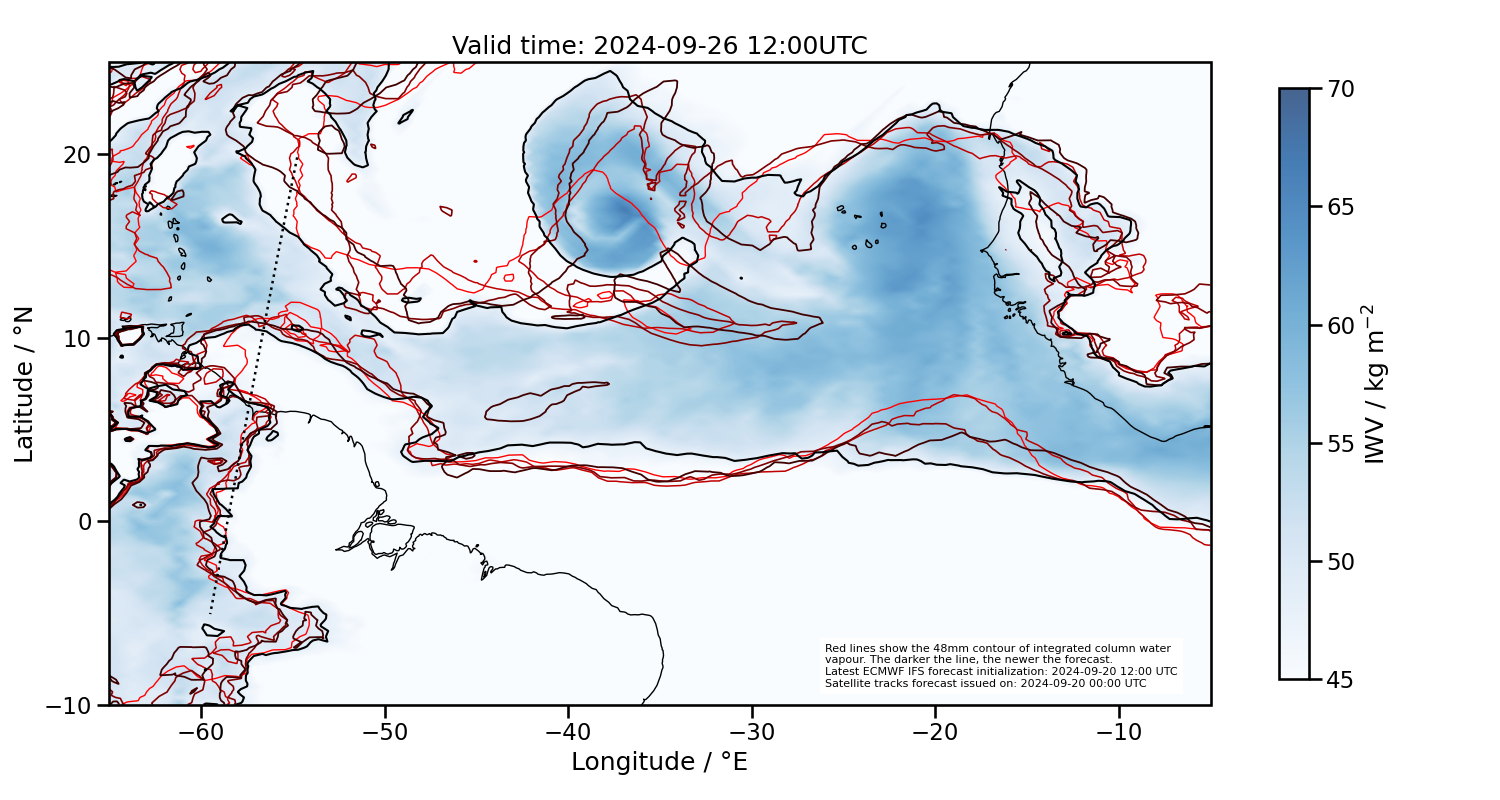 Valid time: 2024-09-26 12:00UTC
20
10
0
−10
Latitude / °N
−60
−50
−40
−30
−20
−10
Longitude / °E
Red lines show the 48mm contour of integrated column water
vapour. The darker the line, the newer the forecast.
Latest ECMWF IFS forecast initialization: 2024-09-20 12:00 UTC
Satellite tracks forecast issued on: 2024-09-20 00:00 UTC
70
65
60
55
50
45
IWV / kg m⁻²